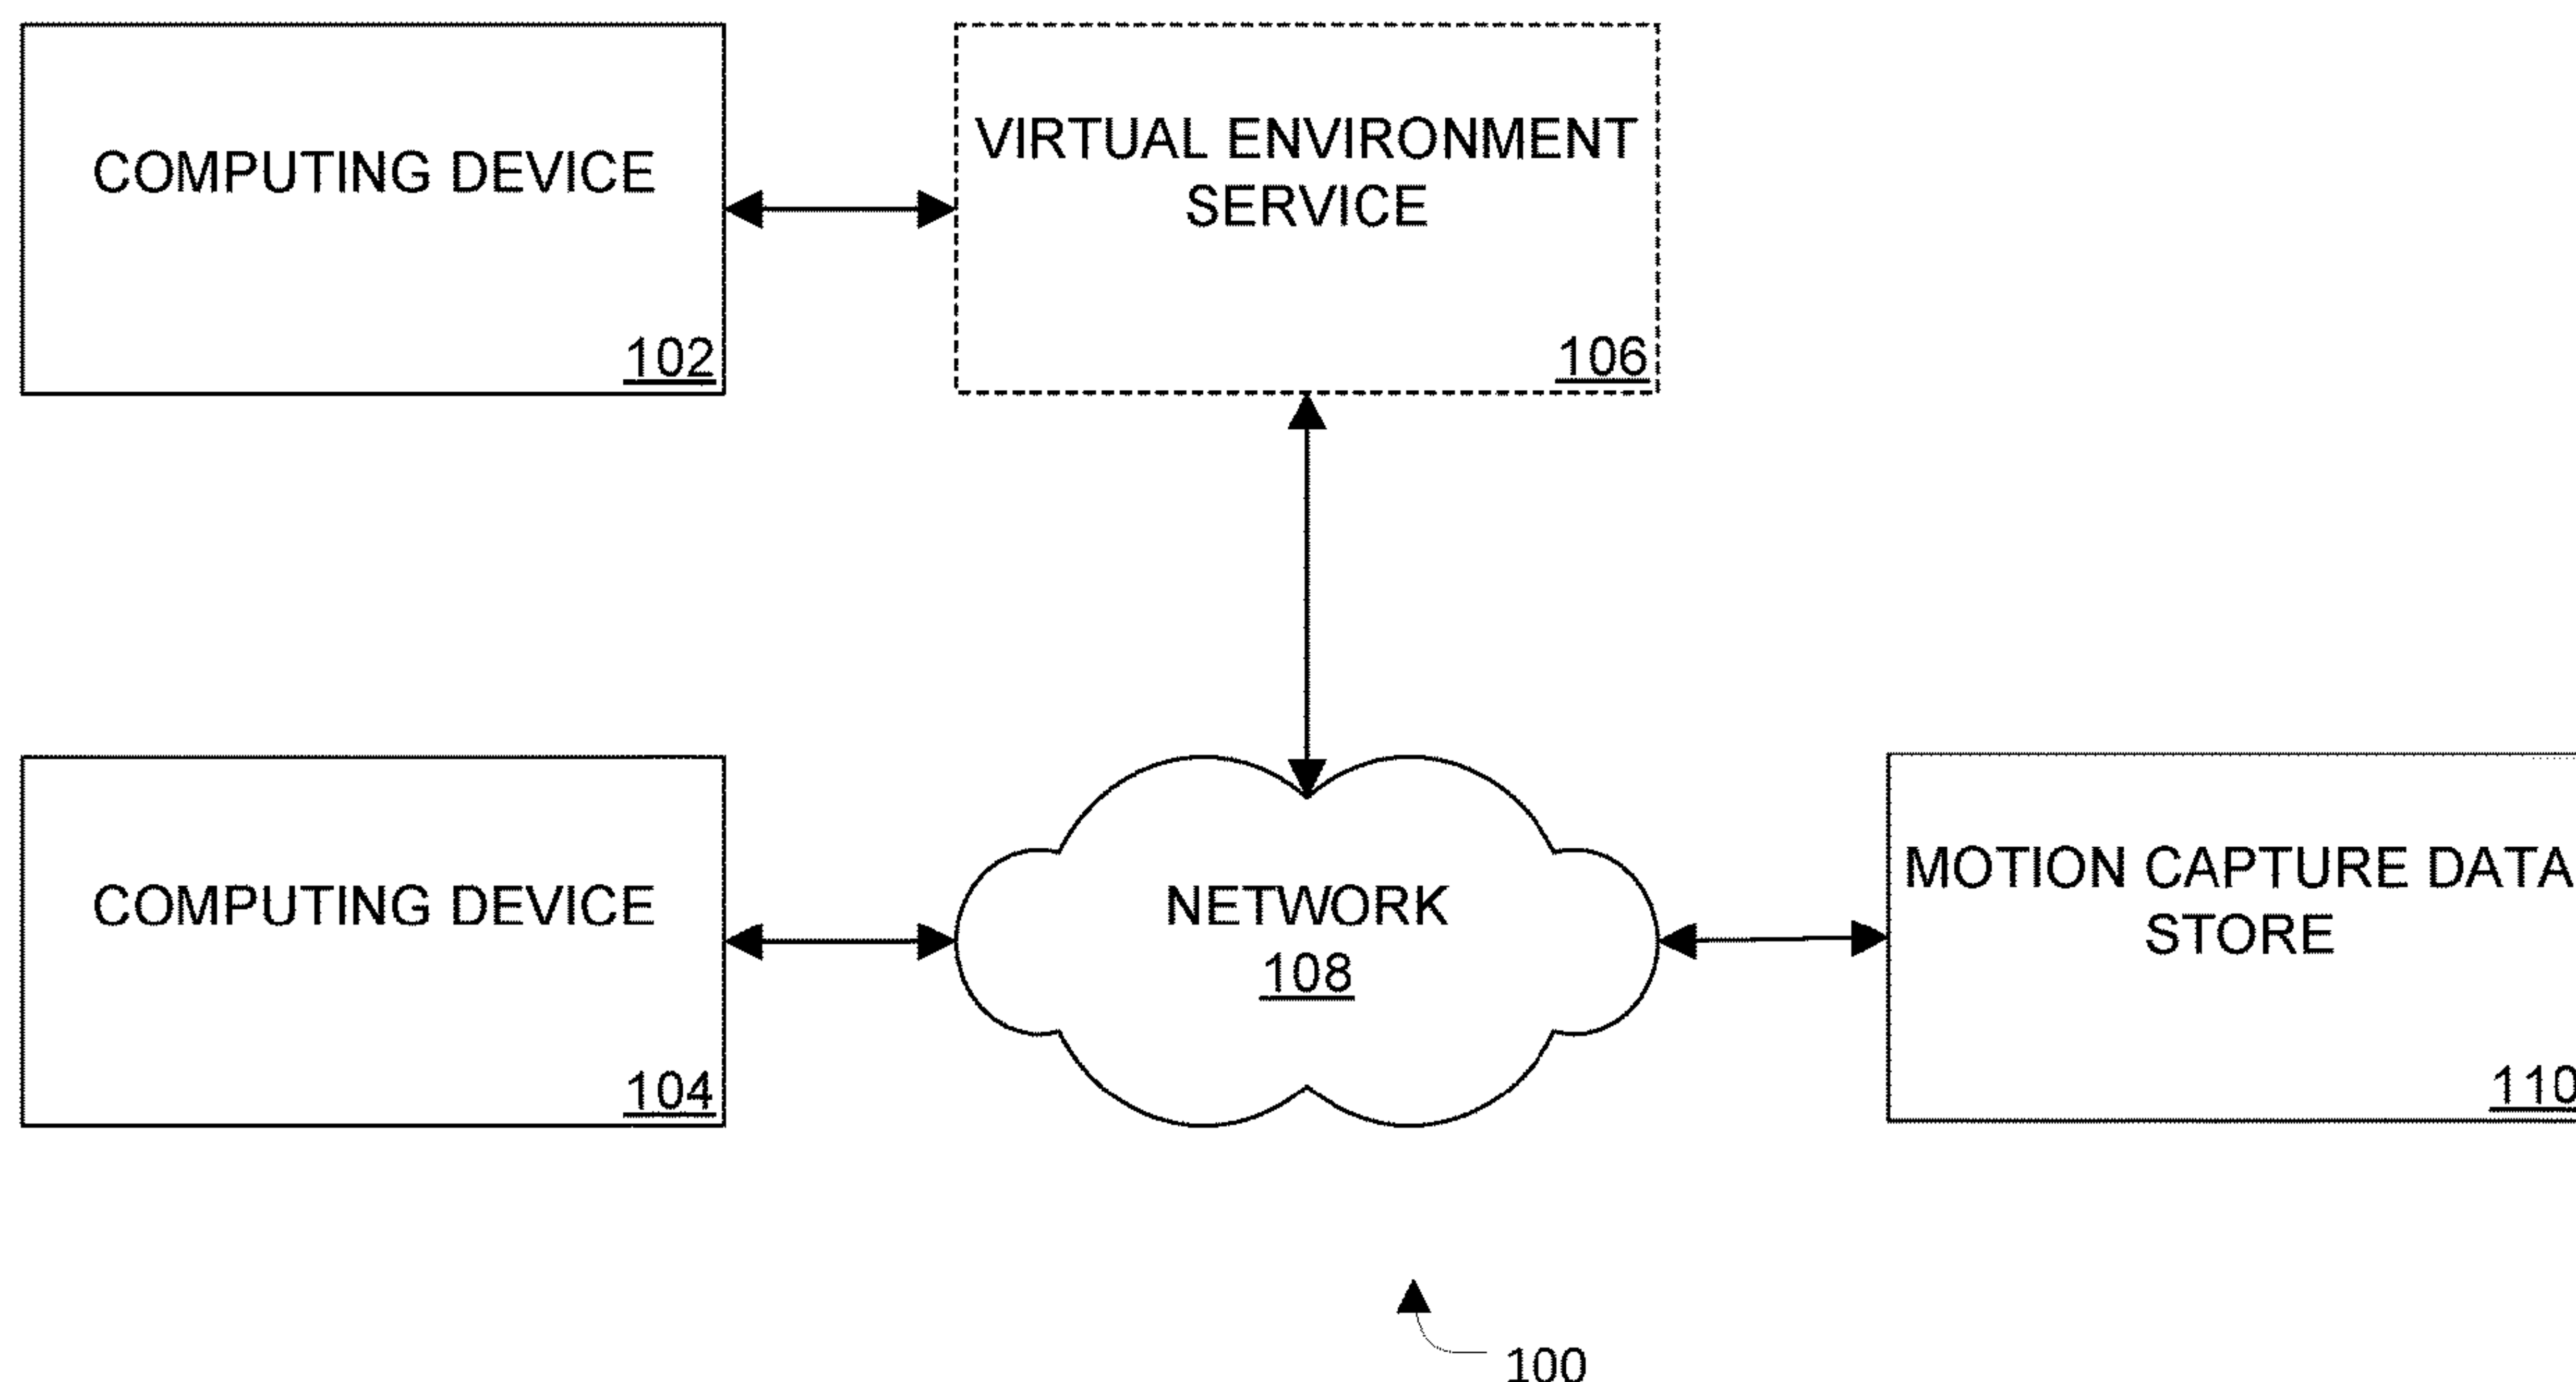 COMPUTING DEVICE
102
VIRTUAL ENVIRONMENT
SERVICE
106
COMPUTING DEVICE
104
NETWORK
108
MOTION CAPTURE DATA
STORE
110
100